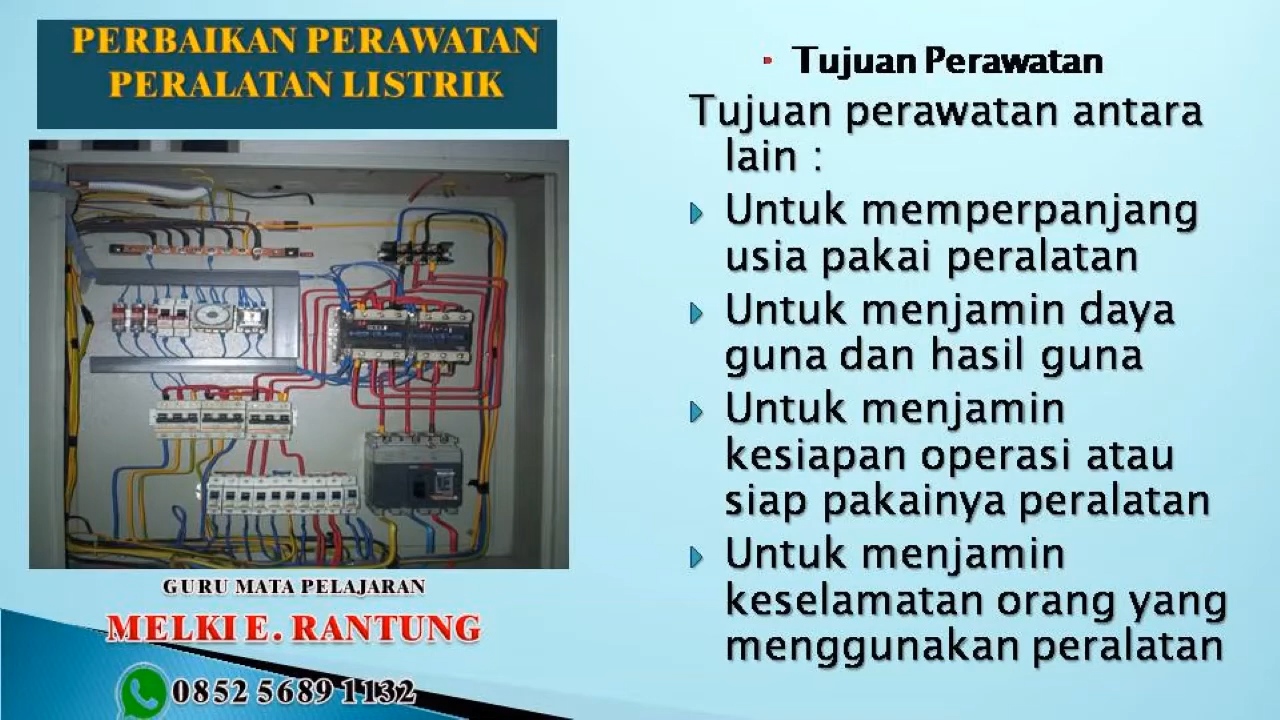 PERBAIKAN PERAWATAN
PERALATAN LISTRIK
GURU MATA PELAJARAN
MELKI E. RANTUNG
0852 5689 1132
• Tujuan Perawatan
Tujuan perawatan antara
lain :
Untuk memperpanjang
usia pakai peralatan
Untuk menjamin daya
guna dan hasil guna
Untuk menjamin
kesiapan operasi atau
siap pakainya peralatan
Untuk menjamin
keselamatan orang yang
menggunakan peralatan